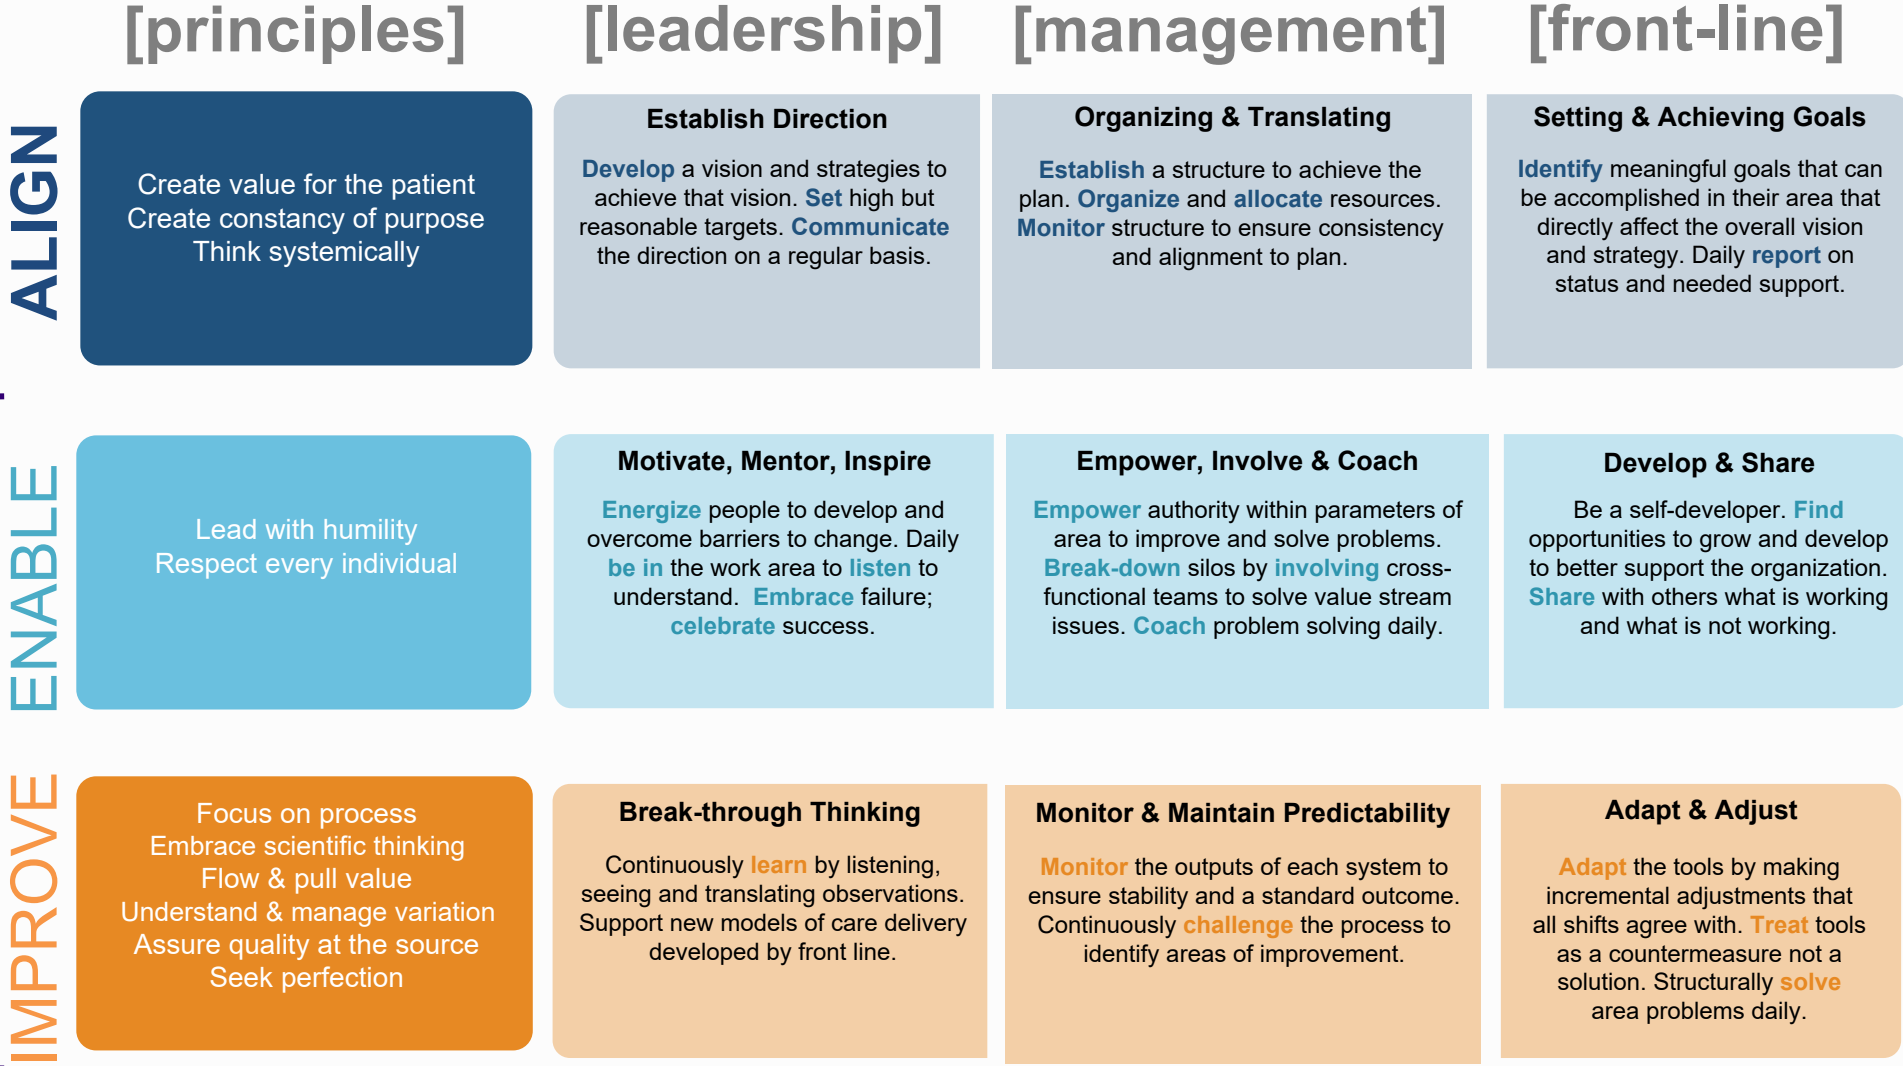 [principles]
[leadership]
[management]
[front-line]
ALIGN
Create value for the patient
Create constancy of purpose
Think systemically
Establish Direction
Develop a vision and strategies to
achieve that vision. Set high but
reasonable targets. Communicate
the direction on a regular basis.
Organizing & Translating
Establish a structure to achieve the
plan. Organize and allocate resources.
Monitor structure to ensure consistency
and alignment to plan.
Setting & Achieving Goals
Identify meaningful goals that can
be accomplished in their area that
directly affect the overall vision
and strategy. Daily report on
status and needed support.
ENABLE
Lead with humility
Respect every individual
Motivate, Mentor, Inspire
Energize people to develop and
overcome barriers to change. Daily
be in the work area to listen to
understand.  Embrace failure;
celebrate success.
Empower, Involve & Coach
Empower authority within parameters of
area to improve and solve problems.
Break-down silos by involving cross-
functional teams to solve value stream
issues. Coach problem solving daily.
Develop & Share
Be a self-developer. Find
opportunities to grow and develop
to better support the organization.
Share with others what is working
and what is not working.
IMPROVE
Focus on process
Embrace scientific thinking
Flow & pull value
Understand & manage variation
Assure quality at the source
Seek perfection
Break-through Thinking
Continuously learn by listening,
seeing and translating observations.
Support new models of care delivery
developed by front line.
Monitor & Maintain Predictability
Monitor the outputs of each system to
ensure stability and a standard outcome.
Continuously challenge the process to
identify areas of improvement.
Adapt & Adjust
Adapt the tools by making
incremental adjustments that
all shifts agree with. Treat tools
as a countermeasure not a
solution. Structurally solve
area problems daily.